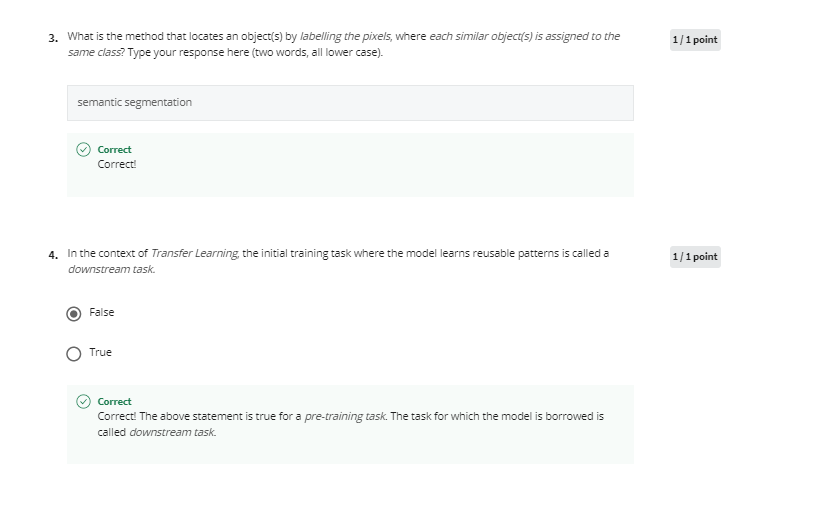 3. What is the method that locates an object(s) by labelling the pixels, where each similar object(s) is assigned to the
1 / 1 point
same class? Type your response here (two words, all lower case).
semantic segmentation
Correct
Correct!
4. In the context of Transfer Learning, the initial training task where the model learns reusable patterns is called a
1 / 1 point
downstream task.
False
True
Correct
Correct! The above statement is true for a pre-training task. The task for which the model is borrowed is
called downstream task.